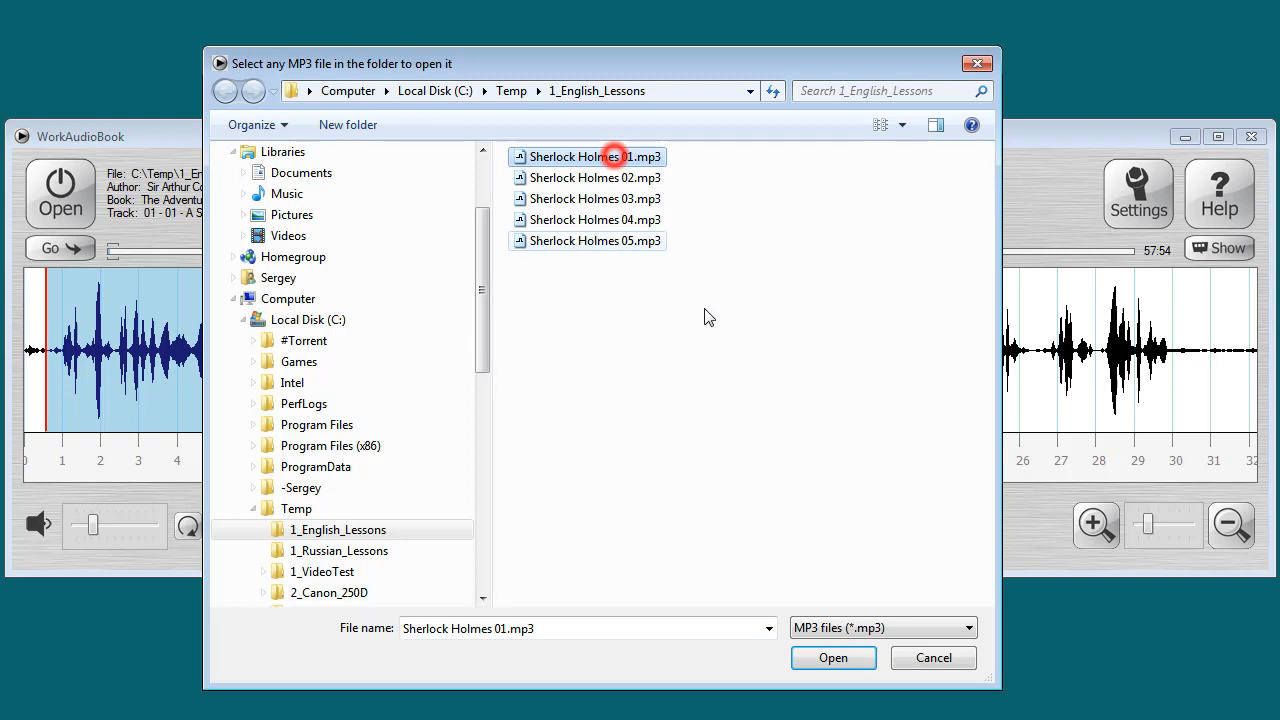 Select any MP3 file in the folder to open it
Computer Local Disk (C:) Temp 1_English_Lessons
Search 1_English_Lessons
Organize New folder
WorkAudioBook
Open
File: C:\Temp\1_En
Author: Sir Arthur Co
Book: The Adventu
Track: 01 - 01 - A S
Go
Settings
Help
57:54
Show
Libraries
Documents
Music
Pictures
Videos
Homegroup
Sergey
Computer
Local Disk (C:)
#Torrent
Games
Intel
PerfLogs
Program Files
Program Files (x86)
ProgramData
-Sergey
Temp
1_English_Lessons
1_Russian_Lessons
1_VideoTest
2_Canon_250D
Sherlock Holmes 01.mp3
Sherlock Holmes 02.mp3
Sherlock Holmes 03.mp3
Sherlock Holmes 04.mp3
Sherlock Holmes 05.mp3
0 1 2 3 4
26 27 28 29 30 31 32
File name: Sherlock Holmes 01.mp3
MP3 files (*.mp3)
Open
Cancel